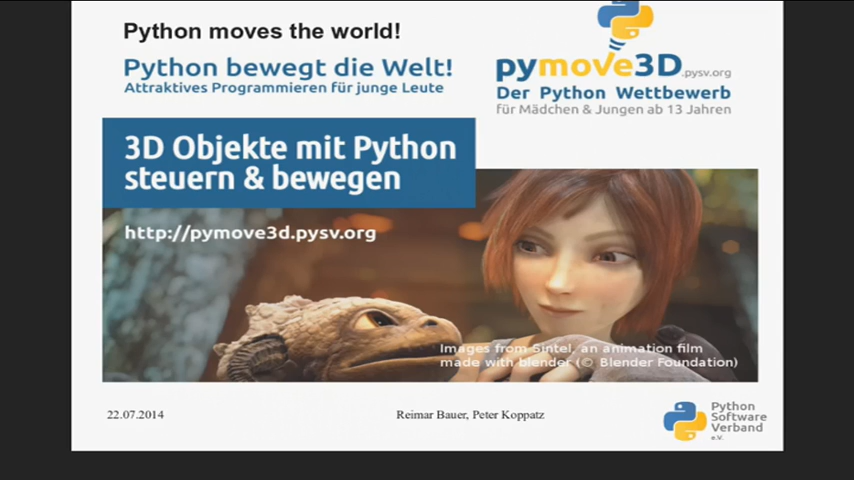 Python moves the world!
Python bewegt die Welt!
Attraktives Programmieren für junge Leute
pymove3D.pysv.org
Der Python Wettbewerb
für Mädchen & Jungen ab 13 Jahren
3D Objekte mit Python
steuern & bewegen
http://pymove3d.pysv.org
Images from Sintel, an animation film
made with blender (© Blender Foundation)
22.07.2014
Reimar Bauer, Peter Koppatz
Python
Software
Verband
e.V.